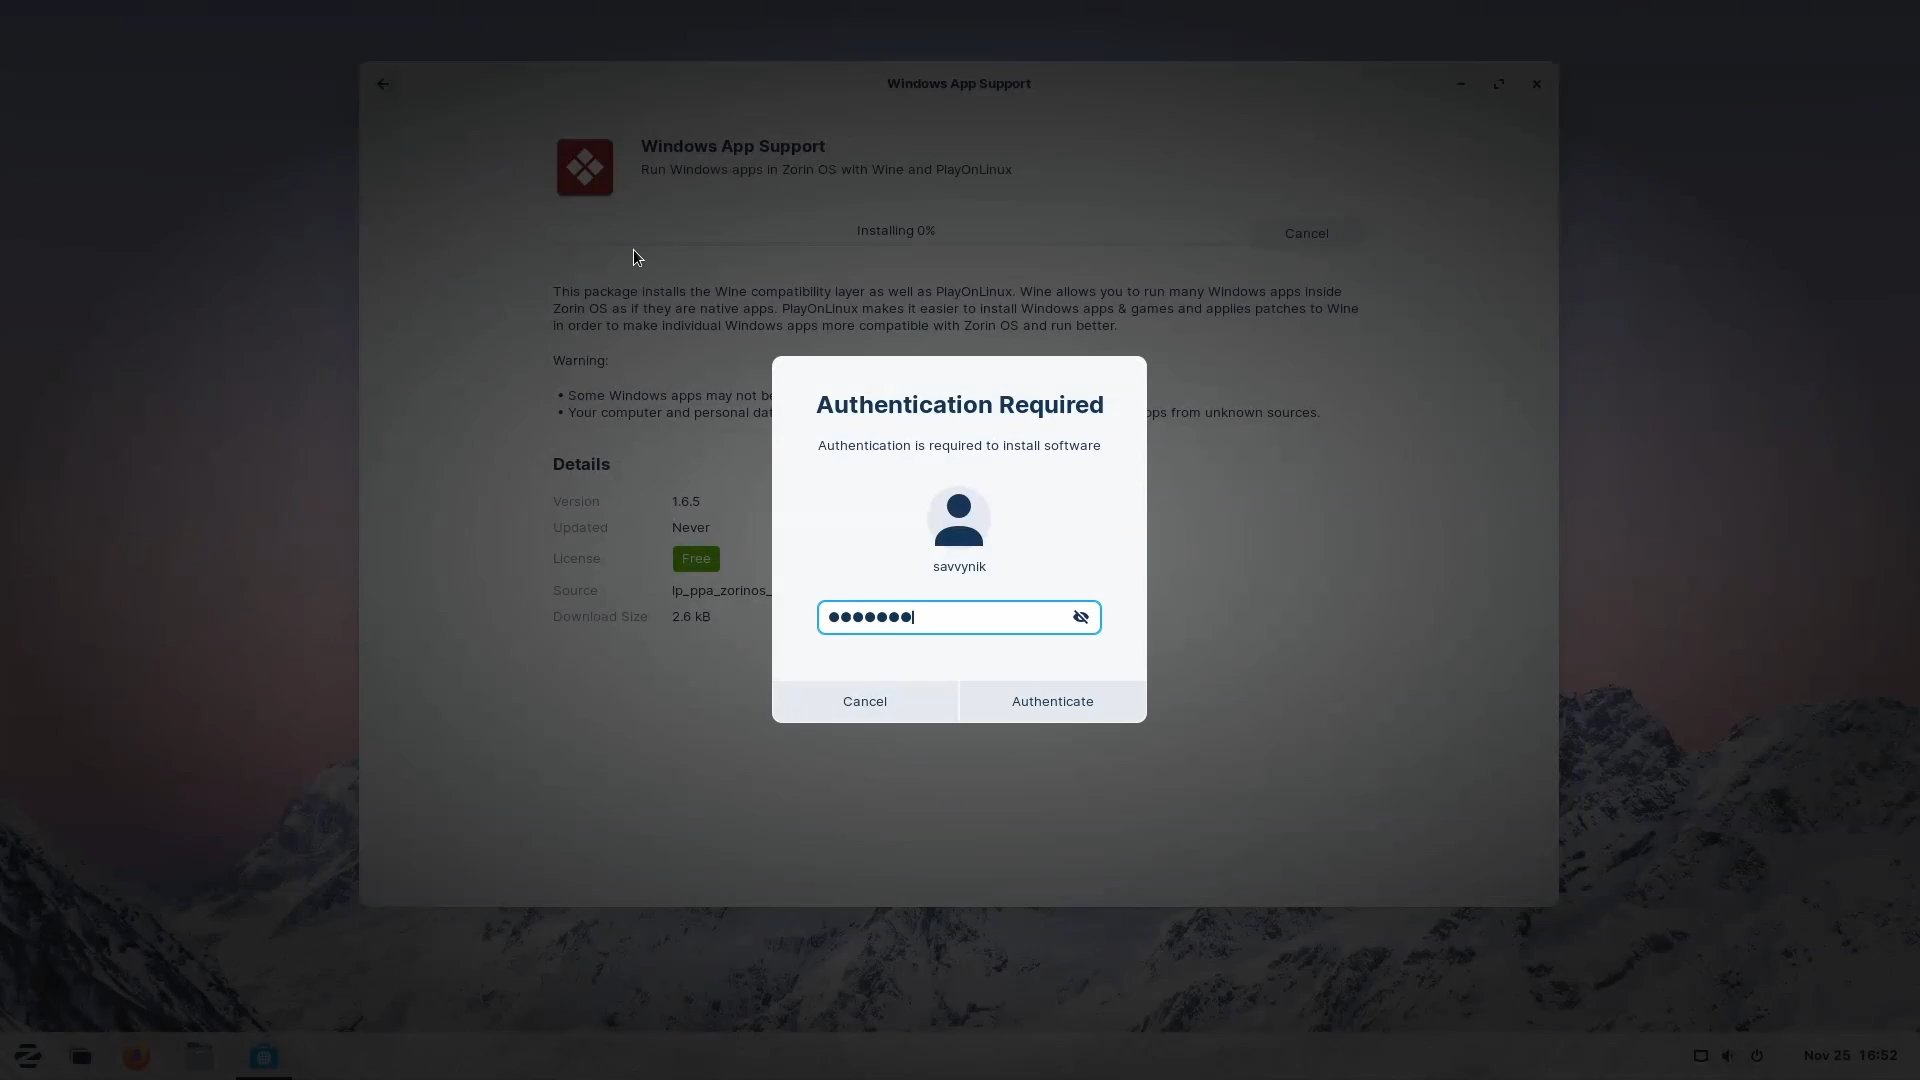 Windows App Support
Windows App Support
Run Windows apps in Zorin OS with Wine and PlayOnLinux
Installing 0%
Cancel
This package installs the Wine compatibility layer as well as PlayOnLinux. Wine allows you to run many Windows apps inside
Zorin OS as if they are native apps. PlayOnLinux makes it easier to install Windows apps & games and applies patches to Wine
in order to make individual Windows apps more compatible with Zorin OS and run better.
Warning:
• Some Windows apps may not be
• Your computer and personal dat
ps from unknown sources.
Details
Version 1.6.5
Updated Never
License Free
Source lp_ppa_zorinos_
Download Size 2.6 kB
Authentication Required
Authentication is required to install software
savvynik
●●●●●●●
Cancel
Authenticate
Nov 25 16:52